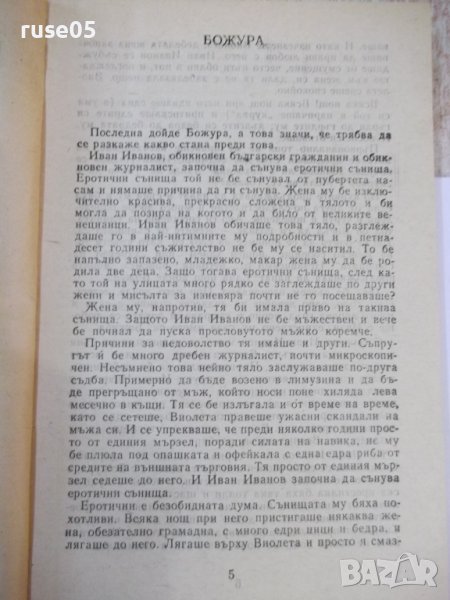 ruse05
БОЖУРА
Последна дойде Божура, а това значи, че трябва да
се разкаже какво стана преди това.
Иван Иванов, обикновен български гражданин и обик-
новен журналист, започна да сънува еротични сънища.
Еротични сънища той не бе сънувал от пубертета
насам и нямаше причина да ги сънува. Жена му бе изклю-
чително красива, прекрасно сложена в тялото и би
могла да позира на когото и да било от великите ве-
нецианци. Иван Иванов обичаше това тяло, разглеж-
даше го в най-интимните му подробности и в петна-
десет години съжителство не бе му се наситил. То бе
напълно запазено, младежко, макар жена му да бе ро-
дила две деца. Защо тогава еротични сънища, след ка-
то той на улицата много рядко се заглеждаше по други
жени и мисълта за изневяра почти не го посещаваше?
Жена му, напротив, тя би имала право на такива
сънища. Защото Иван Иванов не бе мъжествен и вече
бе почнал да пуска прословутото мъжко коремче.
Причини за недоволство тя имаше и други. Съпру-
гът ѝ бе много дребен журналист, почти микроскопи-
чен. Несъмнено това нейно тяло заслужаваше по-друга
съдба. Примерно да бъде возено в лимузина и да бъ-
де прегръщано от мъж, който носи поне хиляда лева
месечно в къщи. Тя се бе излъгала и от време на време,
като се сетеше, Виолета правеше ужасни скандали на
мъжа си. И се упрекваше, че преди няколко години просто
от единия мързел, поради силата на навика, не му
бе плюла под опашката и офейкала с една едра риба от
средите на външната търговия. Тя просто от единия мър-
зел седеше до него. И Иван Иванов започна да сънува
еротични сънища.
Еротични е безобидната дума. Сънищата му бяха по-
хотливи. Всяка нощ при него пристигаше някаква же-
на, обезателно грамадна, с много едри цици и бедра, и
лягаше до него. Лягаше върху Виолета и просто я смаз-
5
БАЗАР
bg